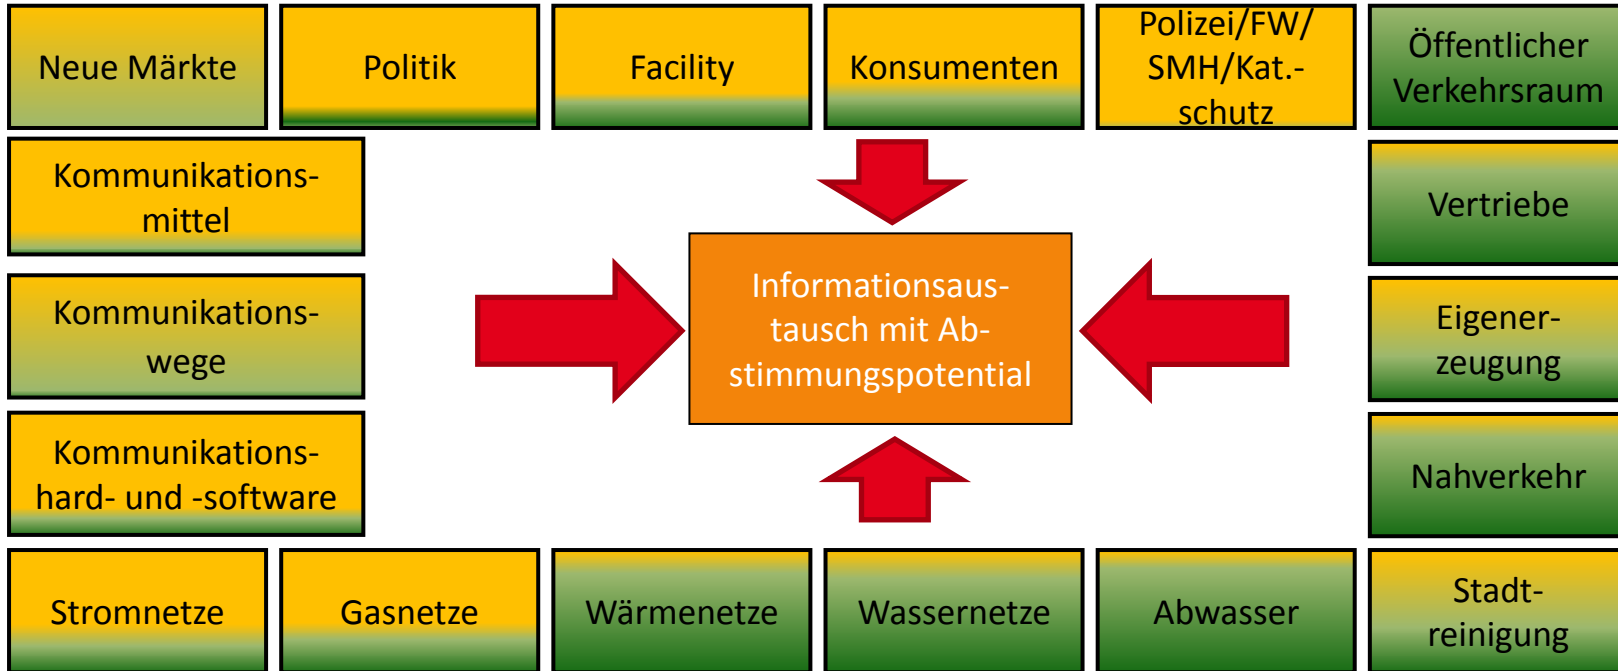 Neue Märkte
Politik
Facility
Konsumenten
Polizei/FW/
SMH/Kat.-
schutz
Öffentlicher
Verkehrsraum
Kommunikations-
mittel
Vertriebe
Kommunikations-
wege
Informationsaus-
tausch mit Ab-
stimmungspotential
Eigener-
zeugung
Kommunikations-
hard- und -software
Nahverkehr
Stromnetze
Gasnetze
Wärmenetze
Wassernetze
Abwasser
Stadt-
reinigung